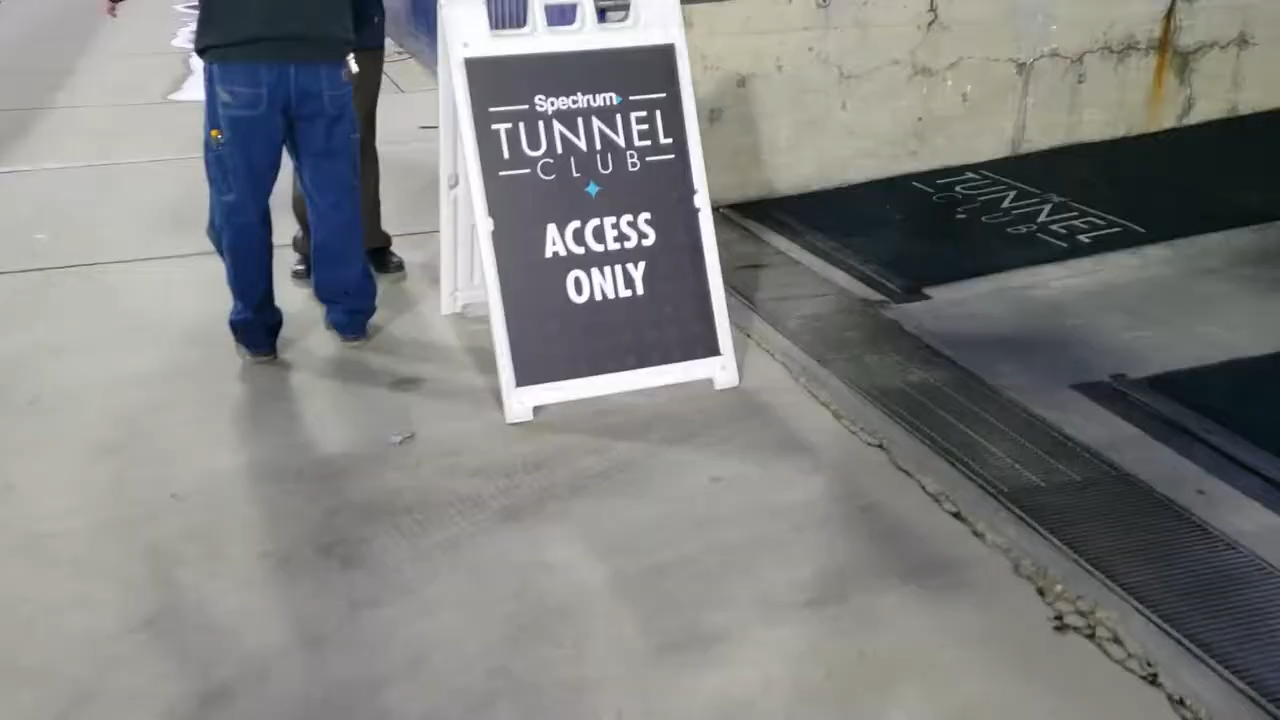 Spectrum
TUNNEL
CLUB
ACCESS
ONLY
TUNNEL
CLUB